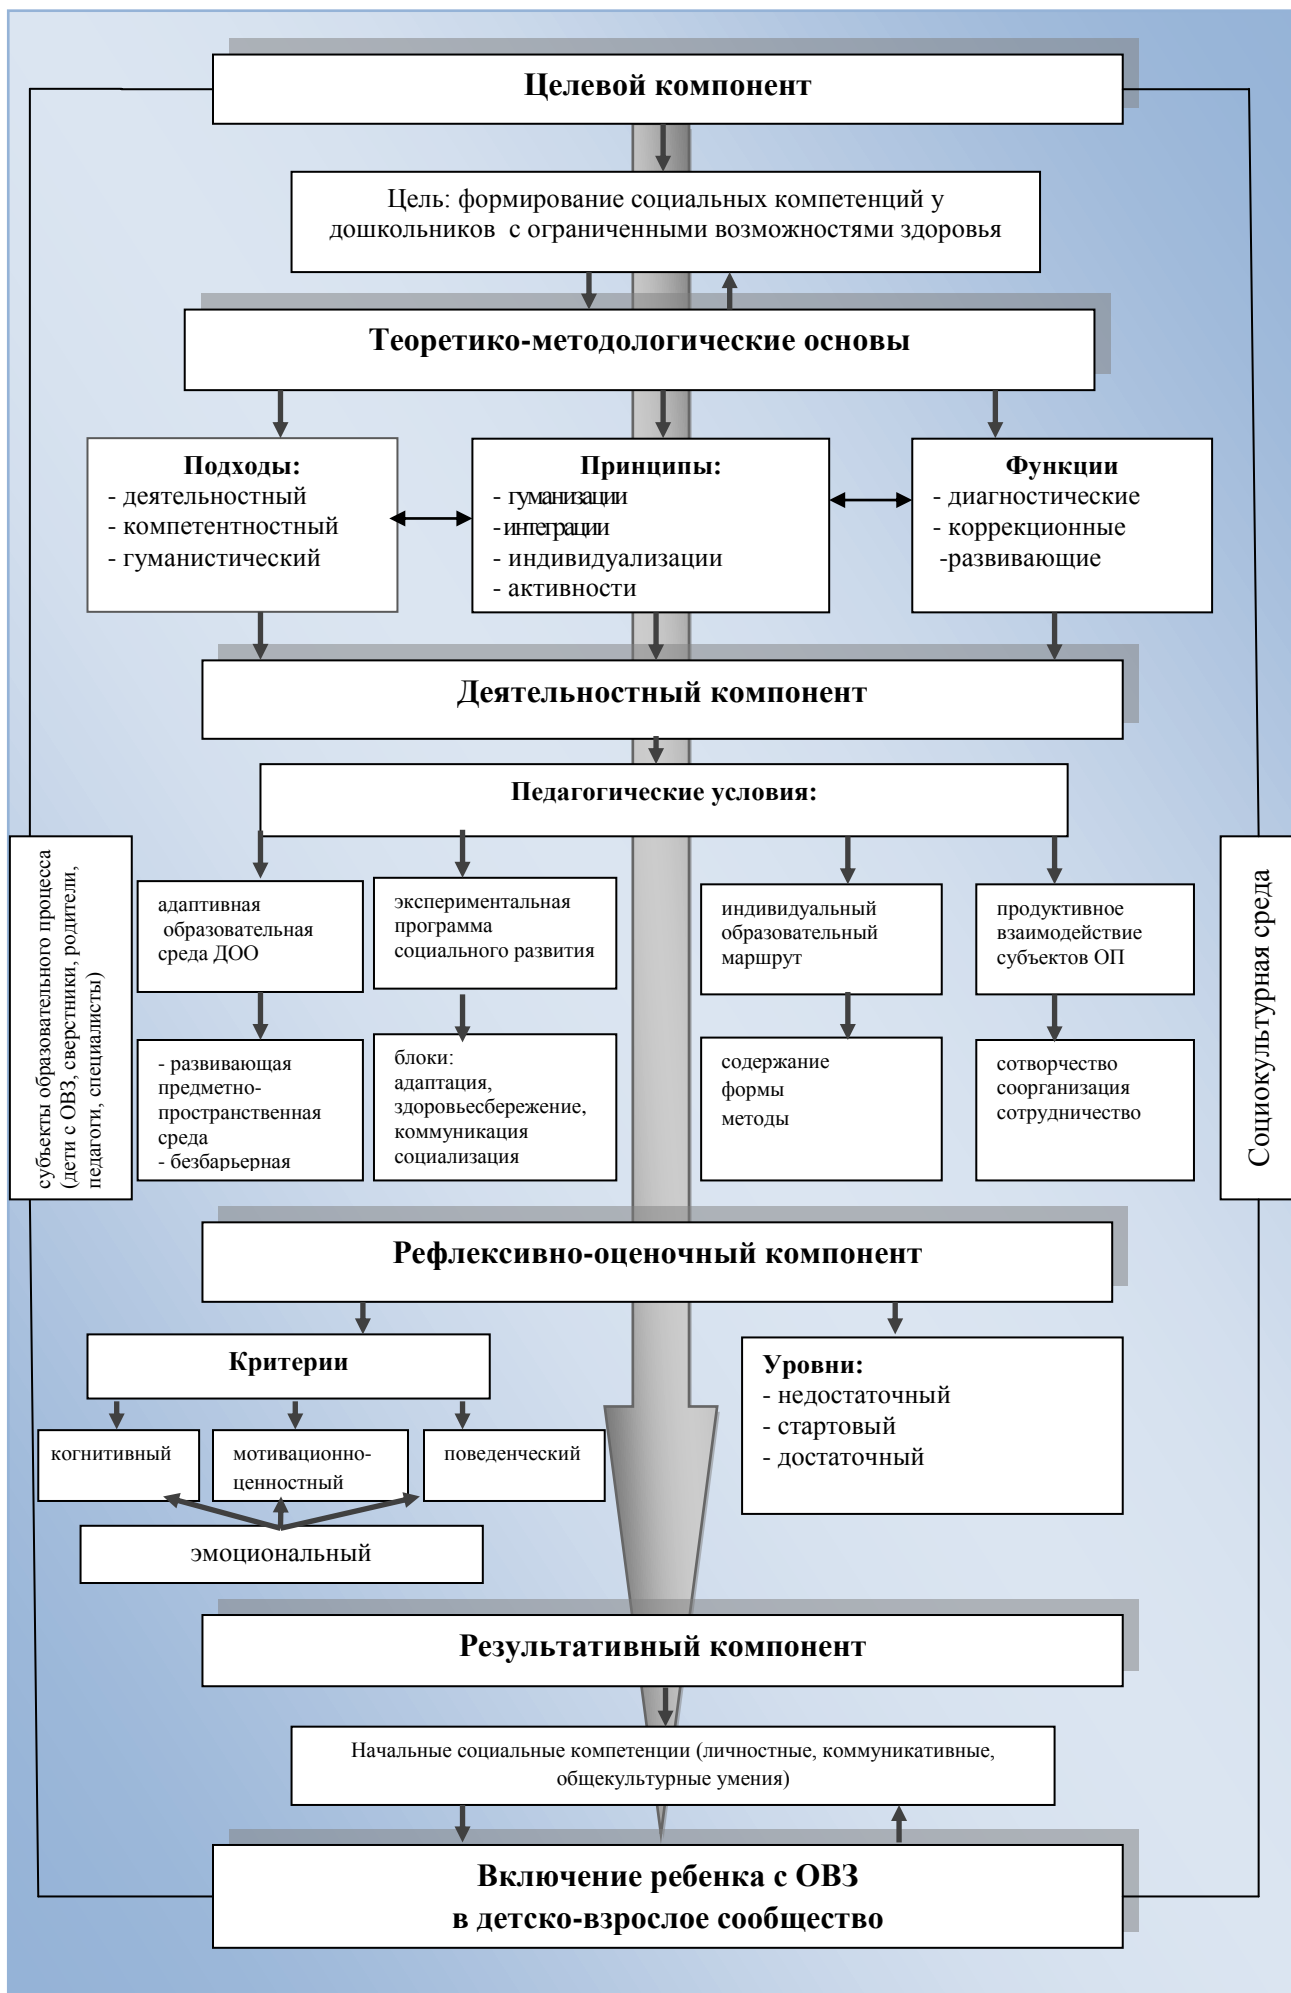 Целевой компонент
Цель: формирование социальных компетенций у
дошкольников с ограниченными возможностями здоровья
Теоретико-методологические основы
Подходы:
- деятельностный
- компетентностный
- гуманистический
Принципы:
- гуманизации
-интеграции
- индивидуализации
- активности
Функции
- диагностические
- коррекционные
-развивающие
Деятельностный компонент
Педагогические условия:
субъекты образовательного процесса
(дети с ОВЗ, сверстники, родители,
педагоги, специалисты)
Социокультурная среда
адаптивная
образовательная
среда ДОО
экспериментальная
программа
социального развития
индивидуальный
образовательный
маршрут
продуктивное
взаимодействие
субъектов ОП
- развивающая
предметно-
пространственная
среда
- безбарьерная
блоки:
адаптация,
здоровьесбережение,
коммуникация
социализация
содержание
формы
методы
сотворчество
соорганизация
сотрудничество
Рефлексивно-оценочный компонент
Критерии
когнитивный
мотивационно-
ценностный
поведенческий
эмоциональный
Уровни:
- недостаточный
- стартовый
- достаточный
Результативный компонент
Начальные социальные компетенции (личностные, коммуникативные,
общекультурные умения)
Включение ребенка с ОВЗ
в детско-взрослое сообщество